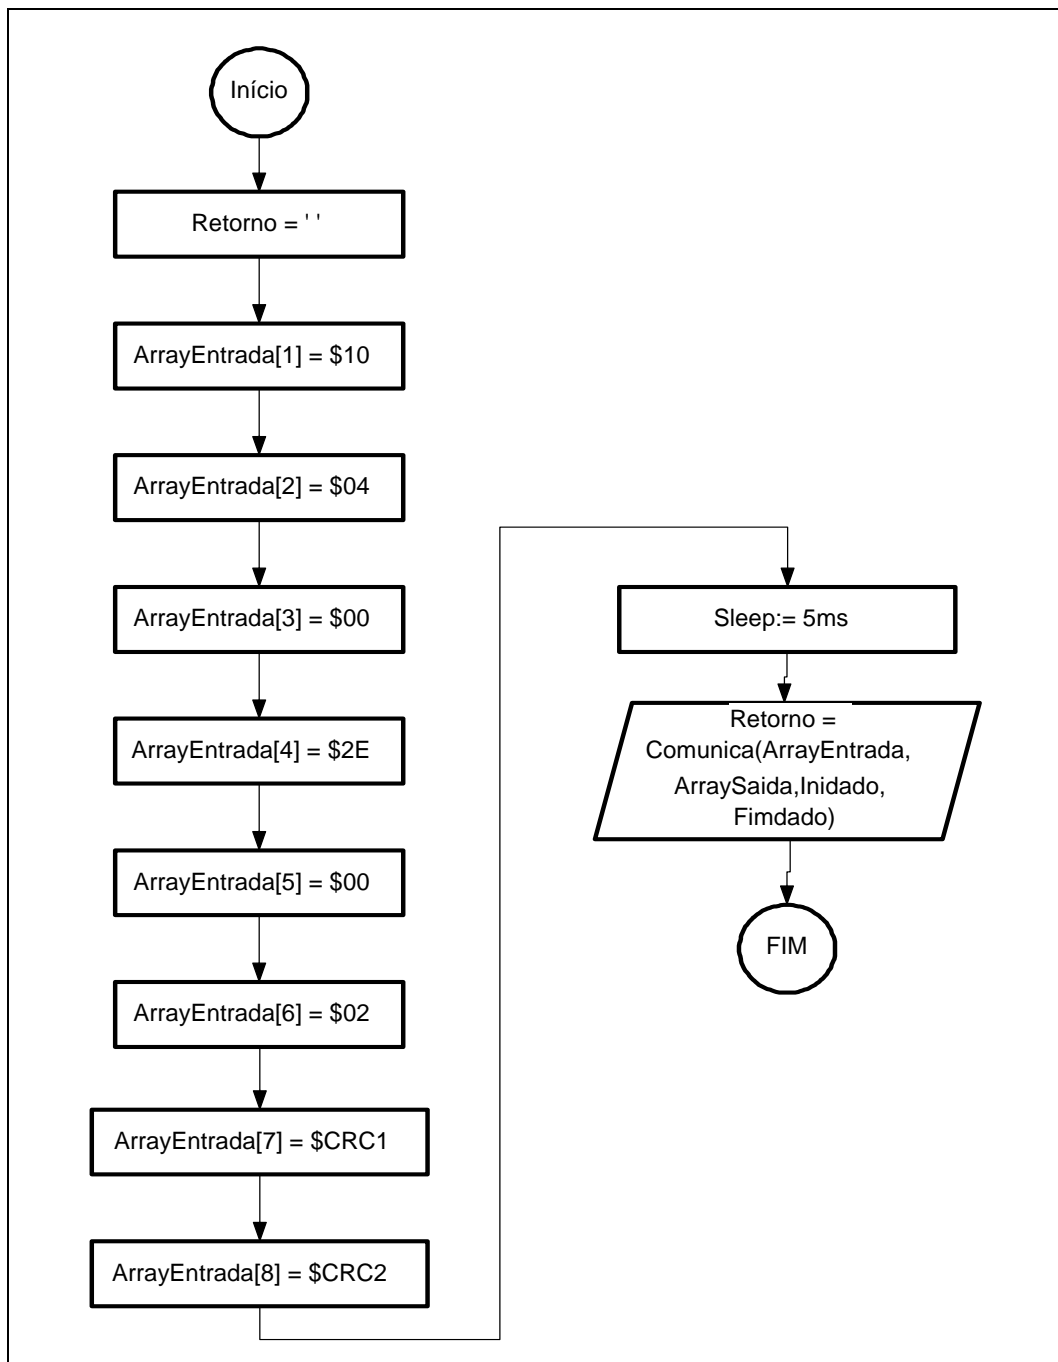 Início
Retorno = ' '
ArrayEntrada[1] = $10
ArrayEntrada[2] = $04
ArrayEntrada[3] = $00
ArrayEntrada[4] = $2E
ArrayEntrada[5] = $00
ArrayEntrada[6] = $02
ArrayEntrada[7] = $CRC1
ArrayEntrada[8] = $CRC2
Sleep:= 5ms
Retorno =
Comunica(ArrayEntrada,
ArraySaida,Inidado,
Fimdado)
FIM